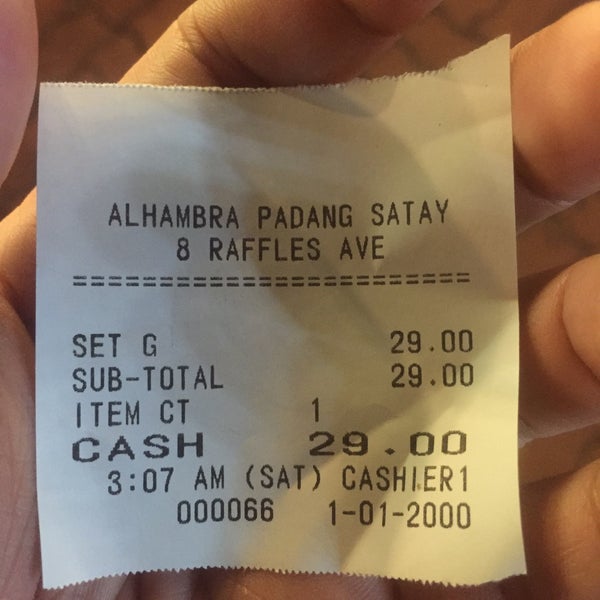 ALHAMBRA PADANG SATAY
8 RAFFLES AVE
=========================
SET G 29.00
SUB-TOTAL 29.00
ITEM CT 1
CASH 29.00
3:07 AM (SAT) CASHIER1
000066 1-01-2000